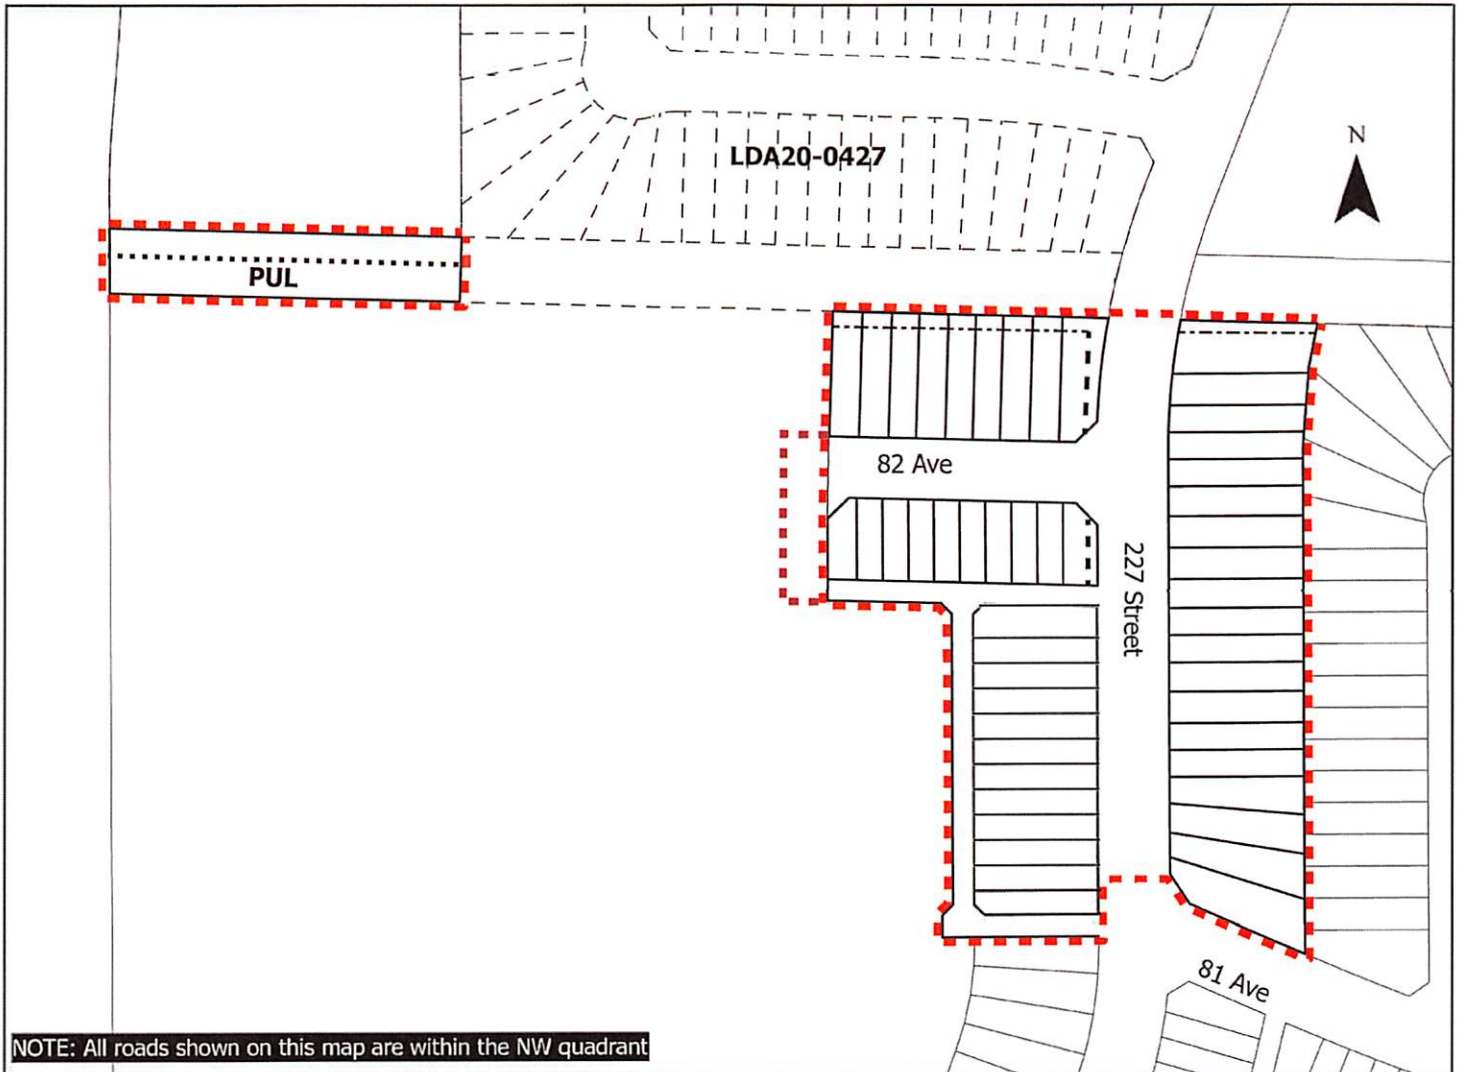 LDA20-0427
N
PUL
82 Ave
227 Street
81 Ave
NOTE: All roads shown on this map are within the NW quadrant